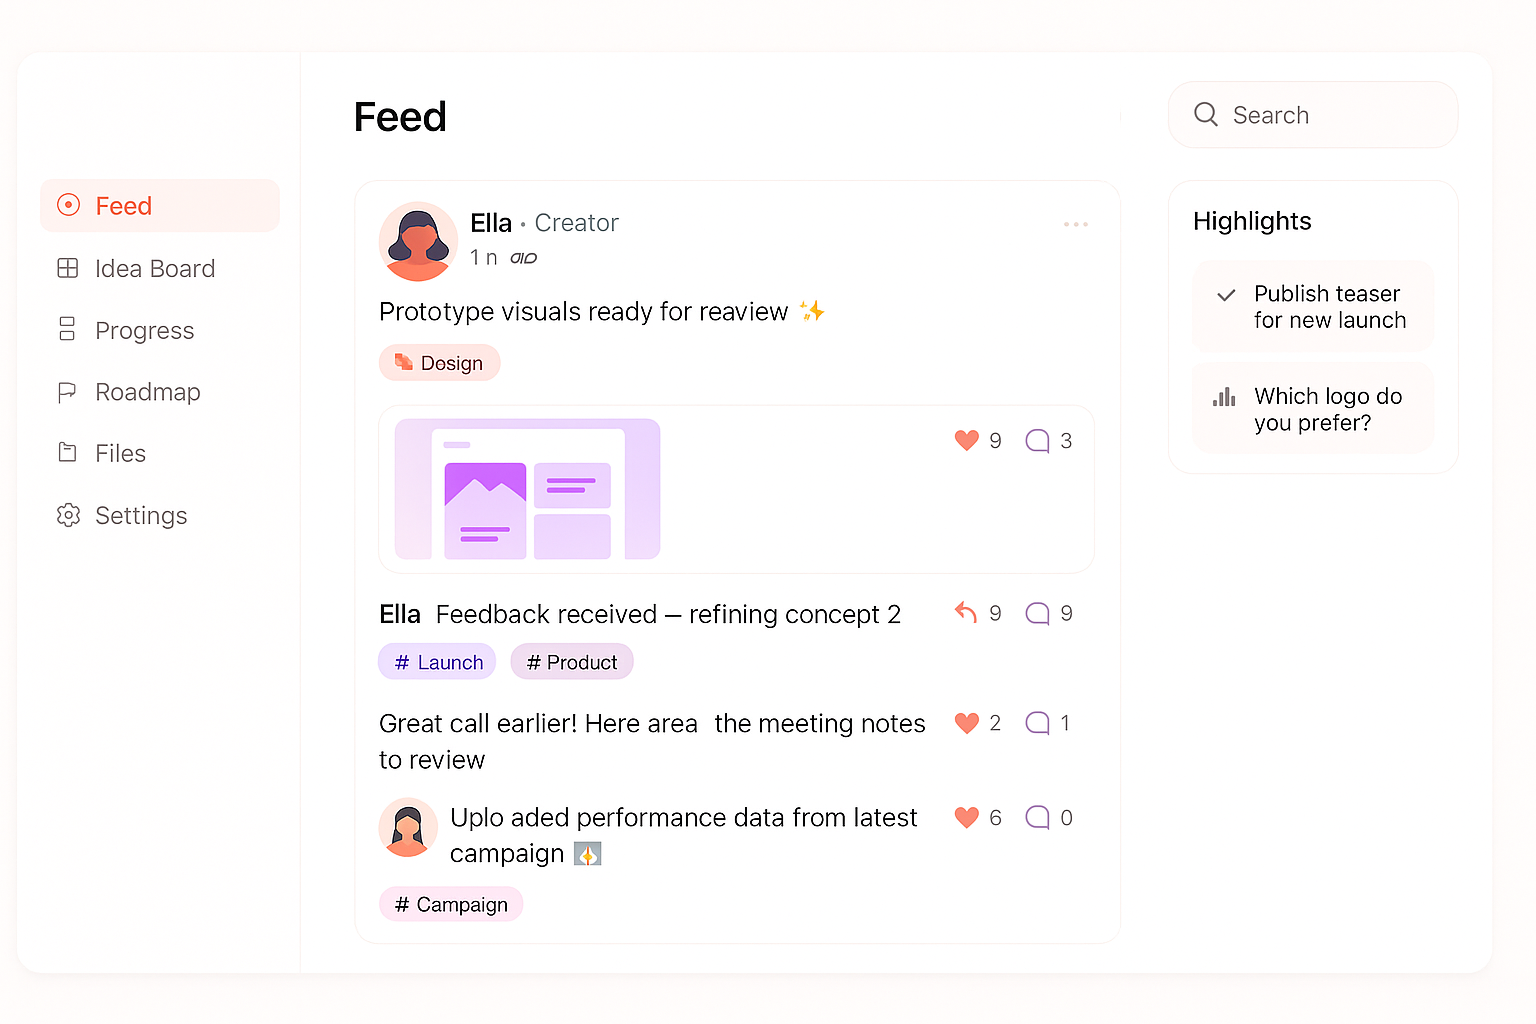 Feed
Search
Feed
Idea Board
Progress
Roadmap
Files
Settings
Ella • Creator
1 n
Prototype visuals ready for reaview ✨
Design
9 3
Ella Feedback received – refining concept 2 9 9
# Launch # Product
Great call earlier! Here area the meeting notes 2 1
to review
Uplo aded performance data from latest 6 0
campaign
# Campaign
Highlights
Publish teaser
for new launch
Which logo do
you prefer?